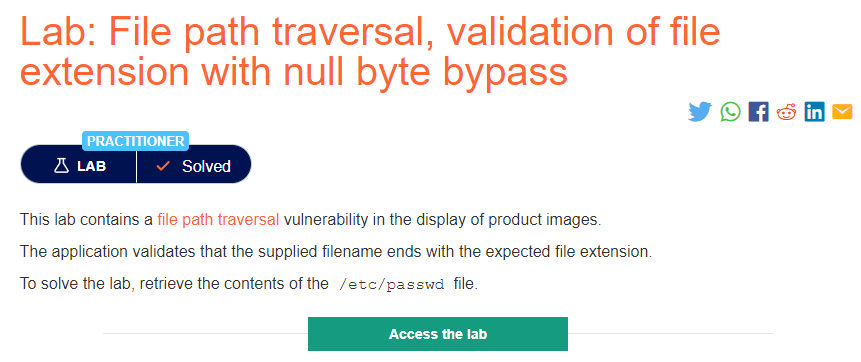 Lab: File path traversal, validation of file
extension with null byte bypass
PRACTITIONER
LAB
Solved
This lab contains a file path traversal vulnerability in the display of product images.
The application validates that the supplied filename ends with the expected file extension.
To solve the lab, retrieve the contents of the /etc/passwd file.
Access the lab